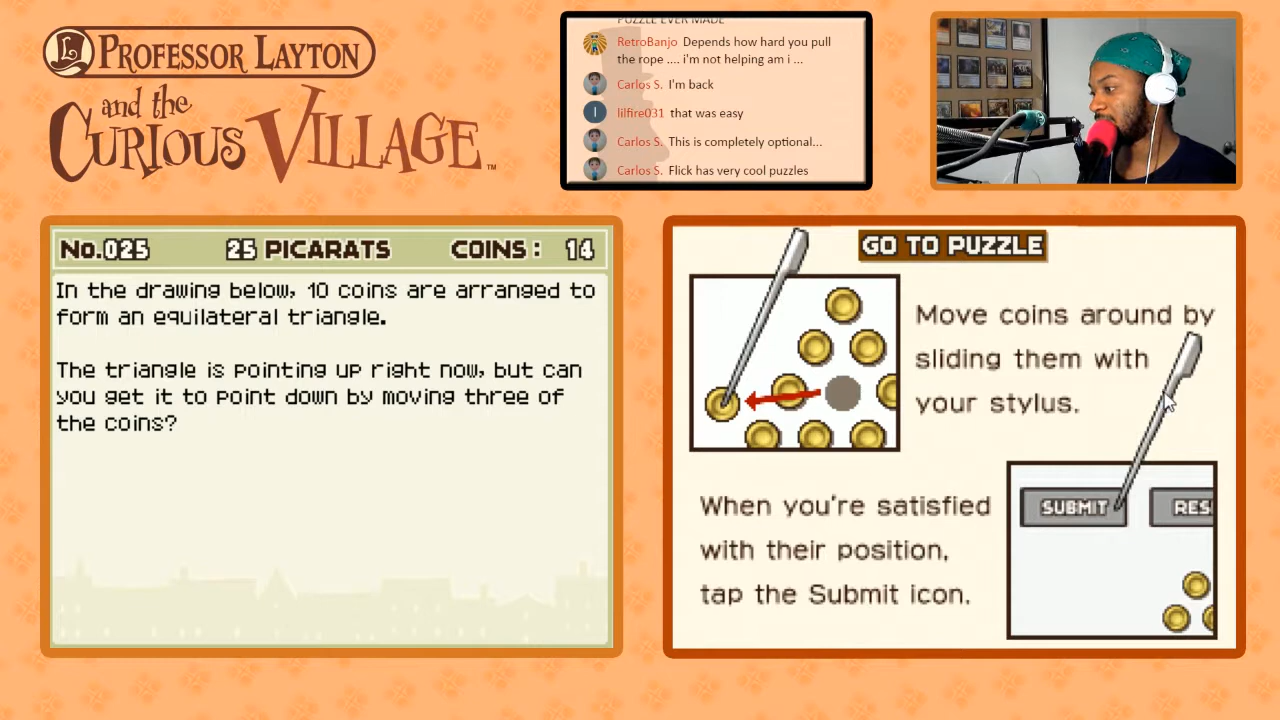 PROFESSOR LAYTON
and the
CURIOUS VILLAGE™
PUZZLE EVER MADE
RetroBanjo Depends how hard you pull
the rope .... i'm not helping am i ...
Carlos S. I'm back
lilfire031 that was easy
Carlos S. This is completely optional...
Carlos S. Flick has very cool puzzles
No.025 25 PICARATS COINS: 14
In the drawing below, 10 coins are arranged to
form an equilateral triangle.
The triangle is pointing up right now, but can
you get it to point down by moving three of
the coins?
GO TO PUZZLE
Move coins around by
sliding them with
your stylus.
When you're satisfied
with their position,
tap the Submit icon.
SUBMIT RES